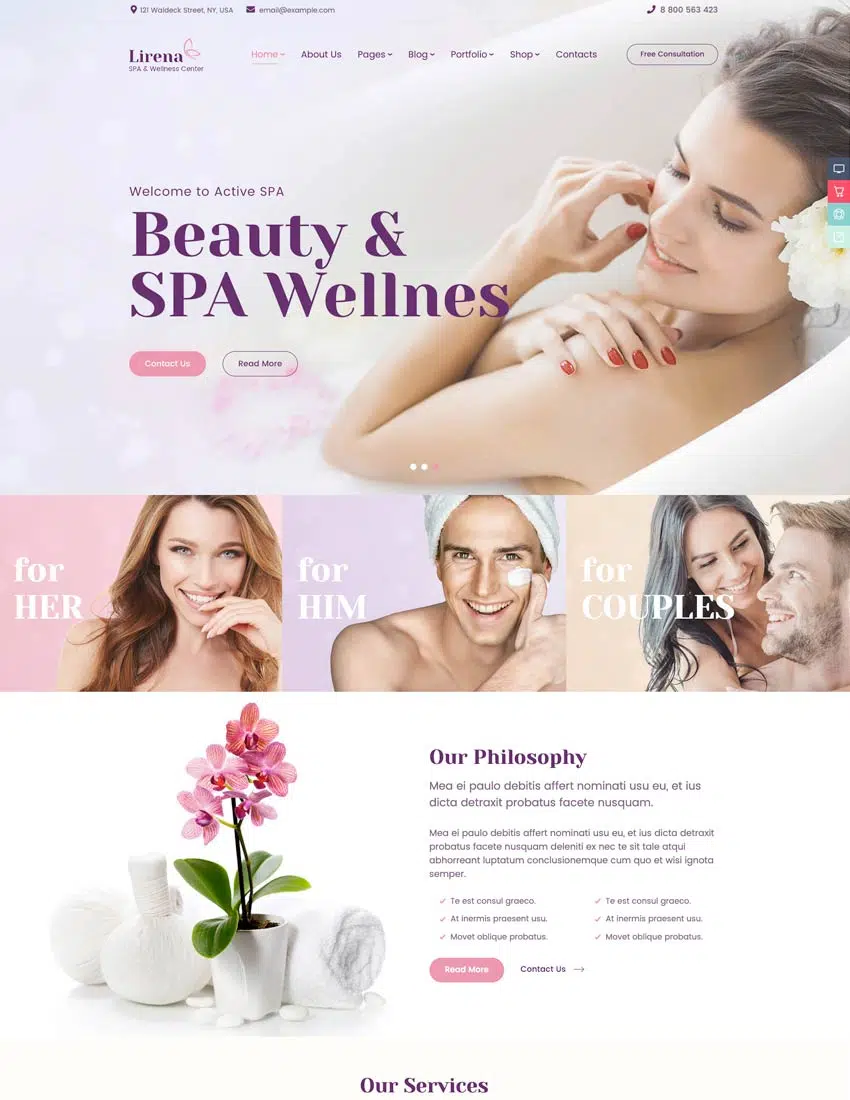 121 Waldeck Street, NY, USA
email@example.com
8 800 563 423
Lirena
SPA & Wellness Center
Home
About Us
Pages
Blog
Portfolio
Shop
Contacts
Free Consultation
Welcome to Active SPA
Beauty &
SPA Wellnes
Contact Us
Read More
for
HER
for
HIM
for
COUPLES
Our Philosophy
Mea ei paulo debitis affert nominati usu eu, et ius
dicta detraxit probatus facete nusquam.
Mea ei paulo debitis affert nominati usu eu, et ius dicta detraxit
probatus facete nusquam deleniti ex nec te sit tale atqui
abhorreant luptatum conclusionemque cum quo et wisi ignota
semper.
Te est consul graeco.
At inermis praesent usu.
Movet oblique probatus.
Te est consul graeco.
At inermis praesent usu.
Movet oblique probatus.
Read More
Contact Us
Our Services